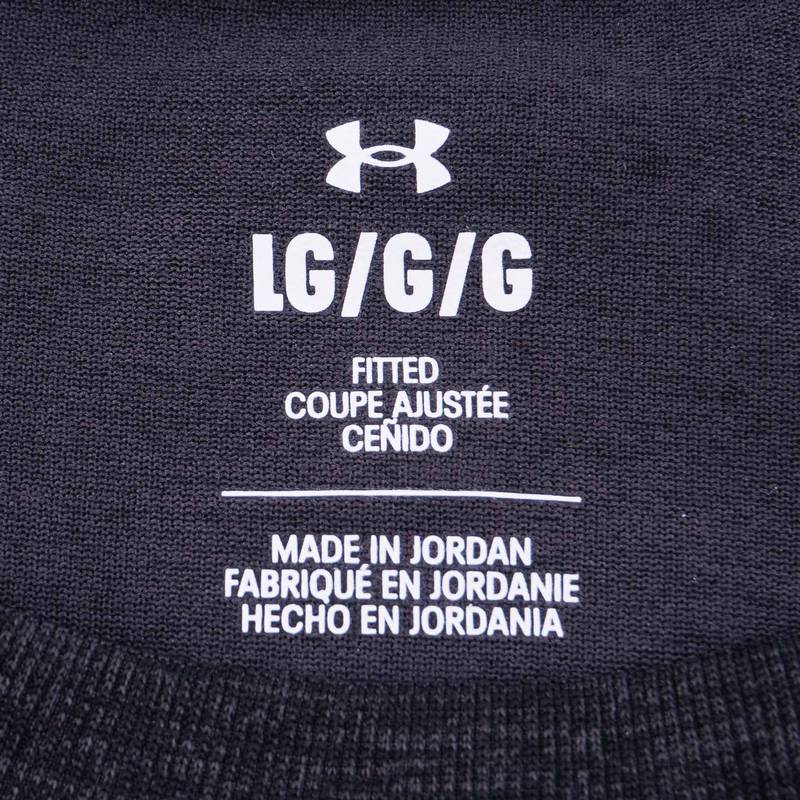 LG/G/G
FITTED
COUPE AJUSTÉE
CEÑIDO
MADE IN JORDAN
FABRIQUÉ EN JORDANIE
HECHO EN JORDANIA